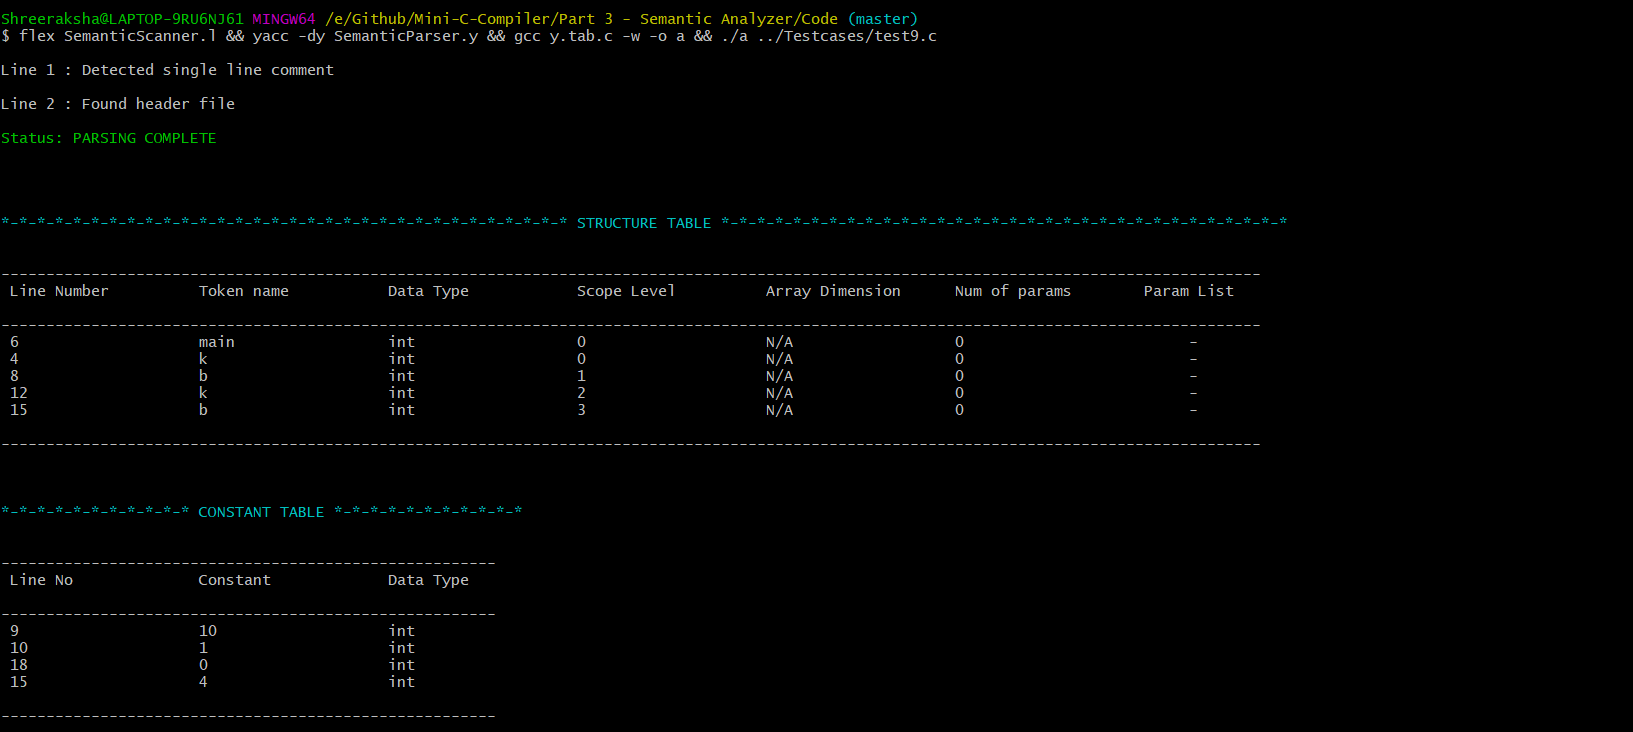 Shreeraksha@LAPTOP-9RU6NJ61 MINGW64 /e/Github/Mini-C-Compiler/Part 3 - Semantic Analyzer/Code (master)
$ flex SemanticScanner.l && yacc -dy SemanticParser.y && gcc y.tab.c -w -o a && ./a ../Testcases/test9.c
Line 1 : Detected single line comment
Line 2 : Found header file
Status: PARSING COMPLETE
*-*-*-*-*-*-*-*-*-*-*-*-*-*-*-*-*-*-*-*-*-*-*-*-*-*-*-*-*-*-*-* STRUCTURE TABLE *-*-*-*-*-*-*-*-*-*-*-*-*-*-*-*-*-*-*-*-*-*-*-*-*-*-*-*-*-*-*-*
--------------------------------------------------------------------------------------------------------------------------------------------
Line Number Token name Data Type Scope Level Array Dimension Num of params Param List
--------------------------------------------------------------------------------------------------------------------------------------------
6 main int 0 N/A 0 -
4 k int 0 N/A 0 -
8 b int 1 N/A 0 -
12 k int 2 N/A 0 -
15 b int 3 N/A 0 -
--------------------------------------------------------------------------------------------------------------------------------------------
*-*-*-*-*-*-*-*-*-*-* CONSTANT TABLE *-*-*-*-*-*-*-*-*-*-*
-------------------------------------------------------
Line No Constant Data Type
-------------------------------------------------------
9 10 int
10 1 int
18 0 int
15 4 int
-------------------------------------------------------